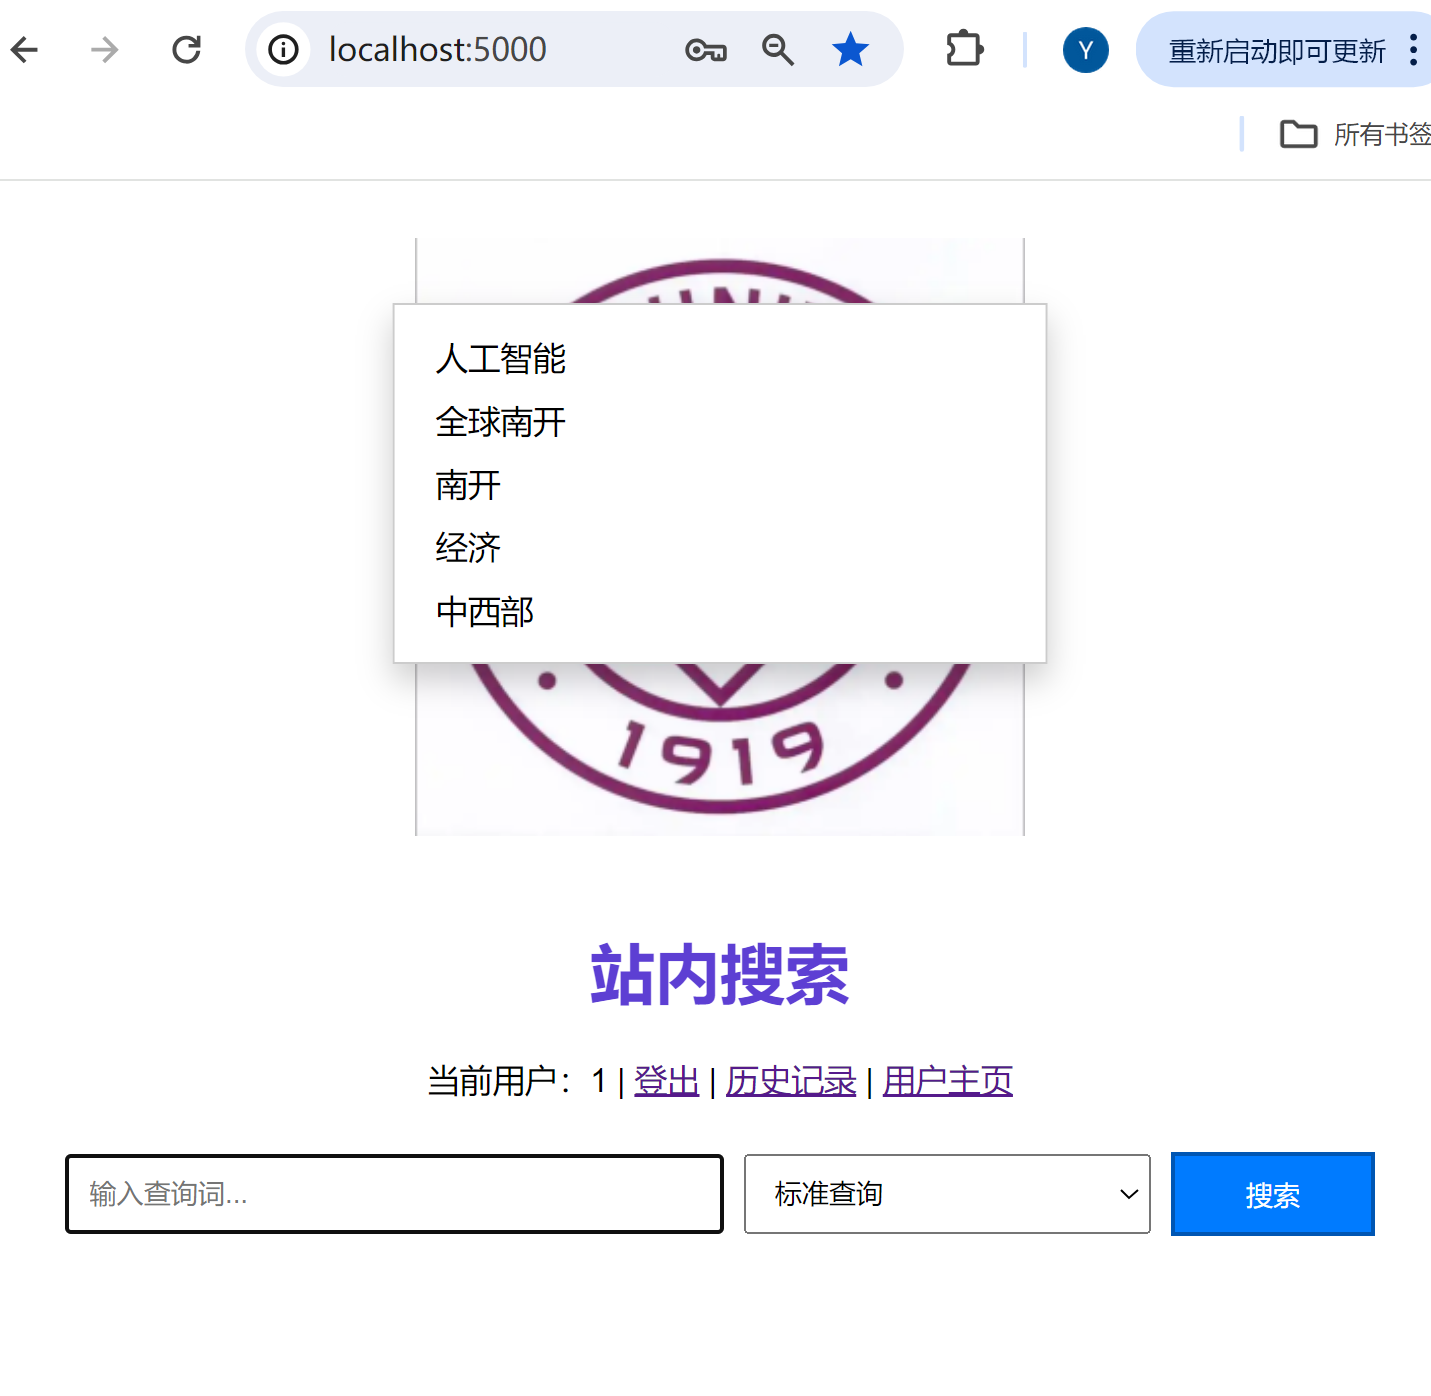 localhost:5000
Y
重新启动即可更新
所有书签
人工智能
全球南开
南开
经济
中西部
1919
站内搜索
当前用户：1 | 登出 | 历史记录 | 用户主页
输入查询词...
标准查询
搜索